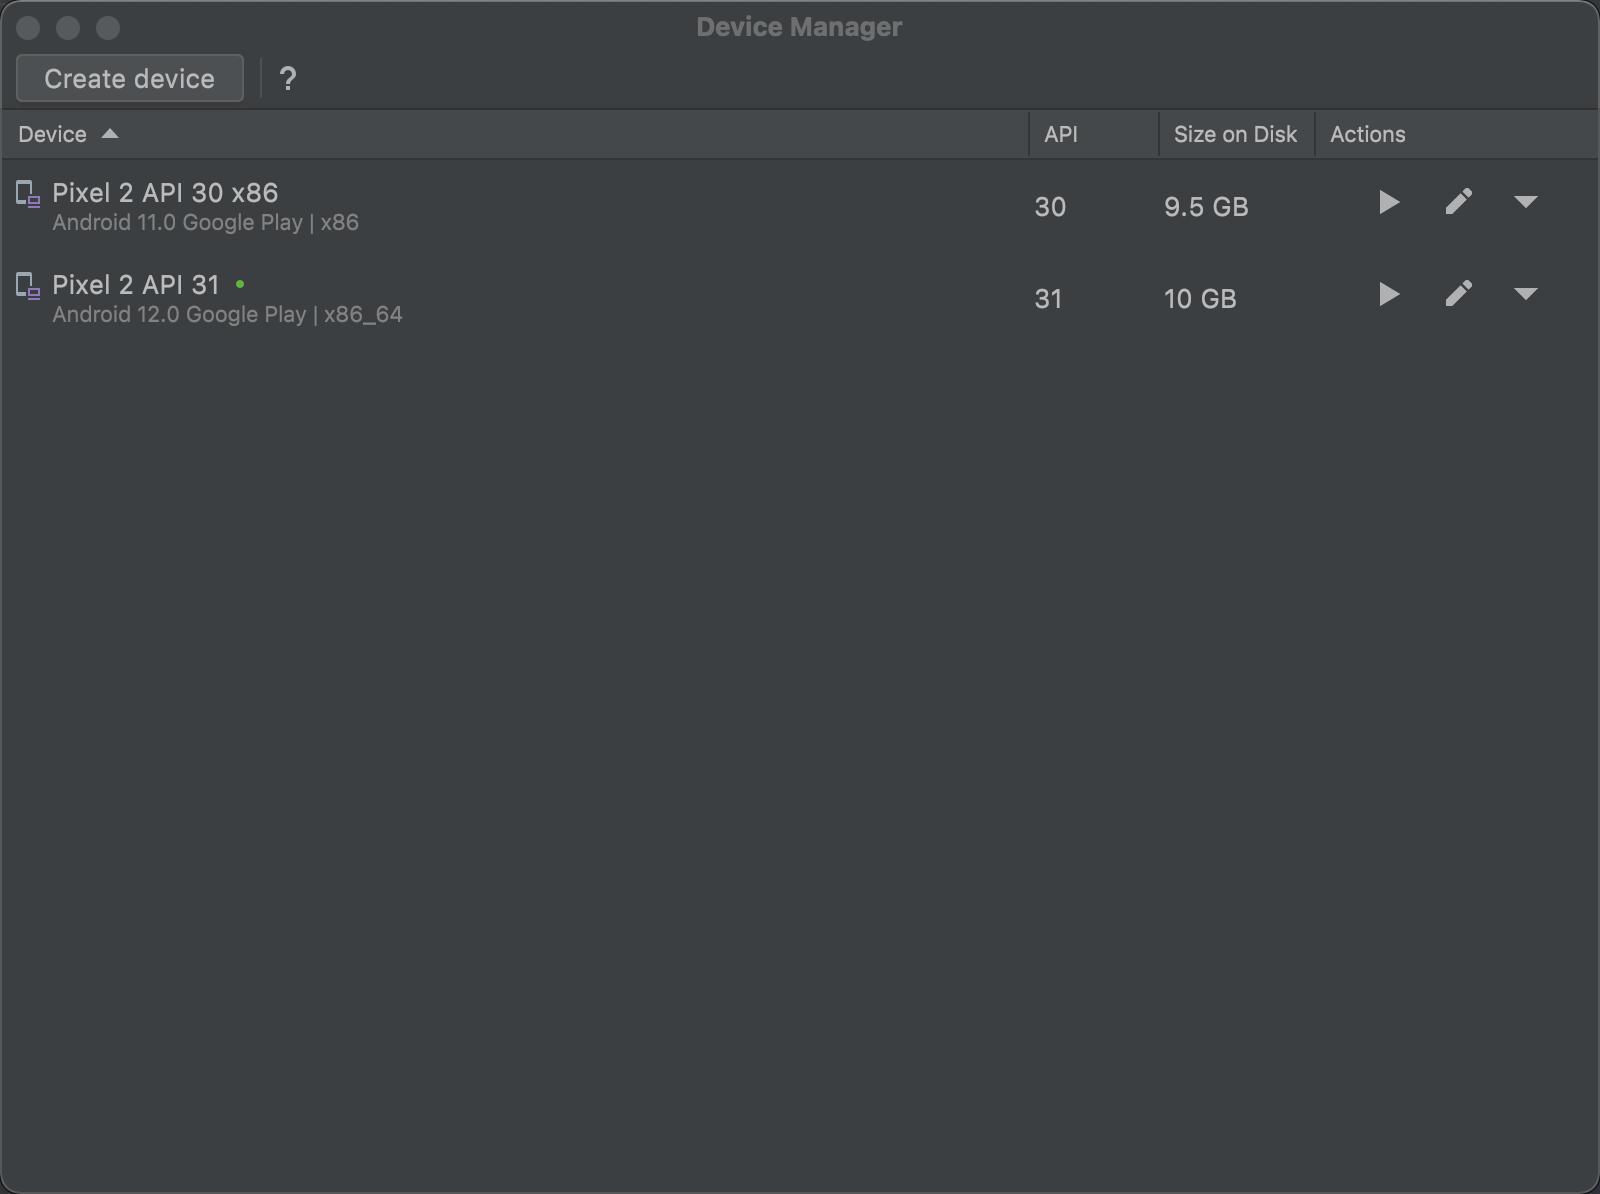 Device Manager
Create device ?
Device API Size on Disk Actions
Pixel 2 API 30 x86
Android 11.0 Google Play | x86
30 9.5 GB
Pixel 2 API 31
Android 12.0 Google Play | x86_64
31 10 GB